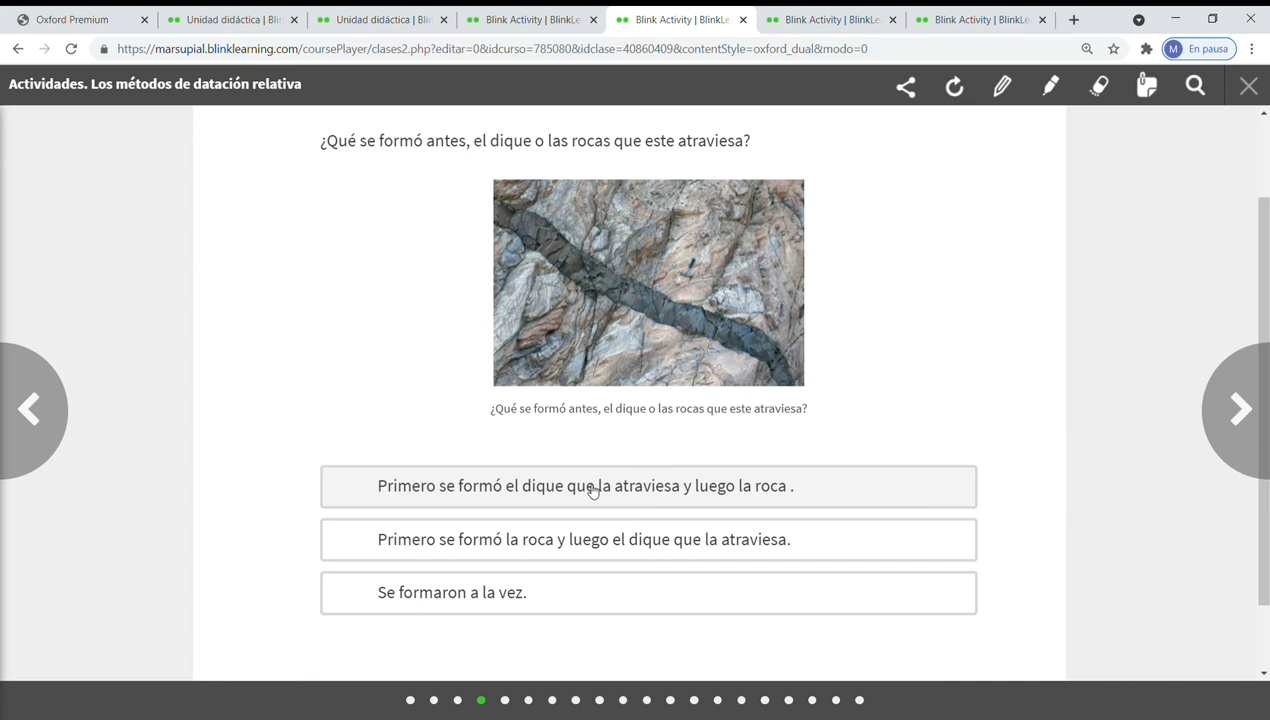 Oxford Premium
Unidad didáctica | Blin
Unidad didáctica | Blin
Blink Activity | BlinkLe
Blink Activity | BlinkLe
Blink Activity | BlinkLe
Blink Activity | BlinkLe
https://marsupial.blinklearning.com/coursePlayer/clases2.php?editar=0&idcurso=785080&idclase=40860409&contentStyle=oxford_dual&modo=0
M En pausa
Actividades. Los métodos de datación relativa
¿Qué se formó antes, el dique o las rocas que este atraviesa?
¿Qué se formó antes, el dique o las rocas que este atraviesa?
Primero se formó el dique que la atraviesa y luego la roca .
Primero se formó la roca y luego el dique que la atraviesa.
Se formaron a la vez.